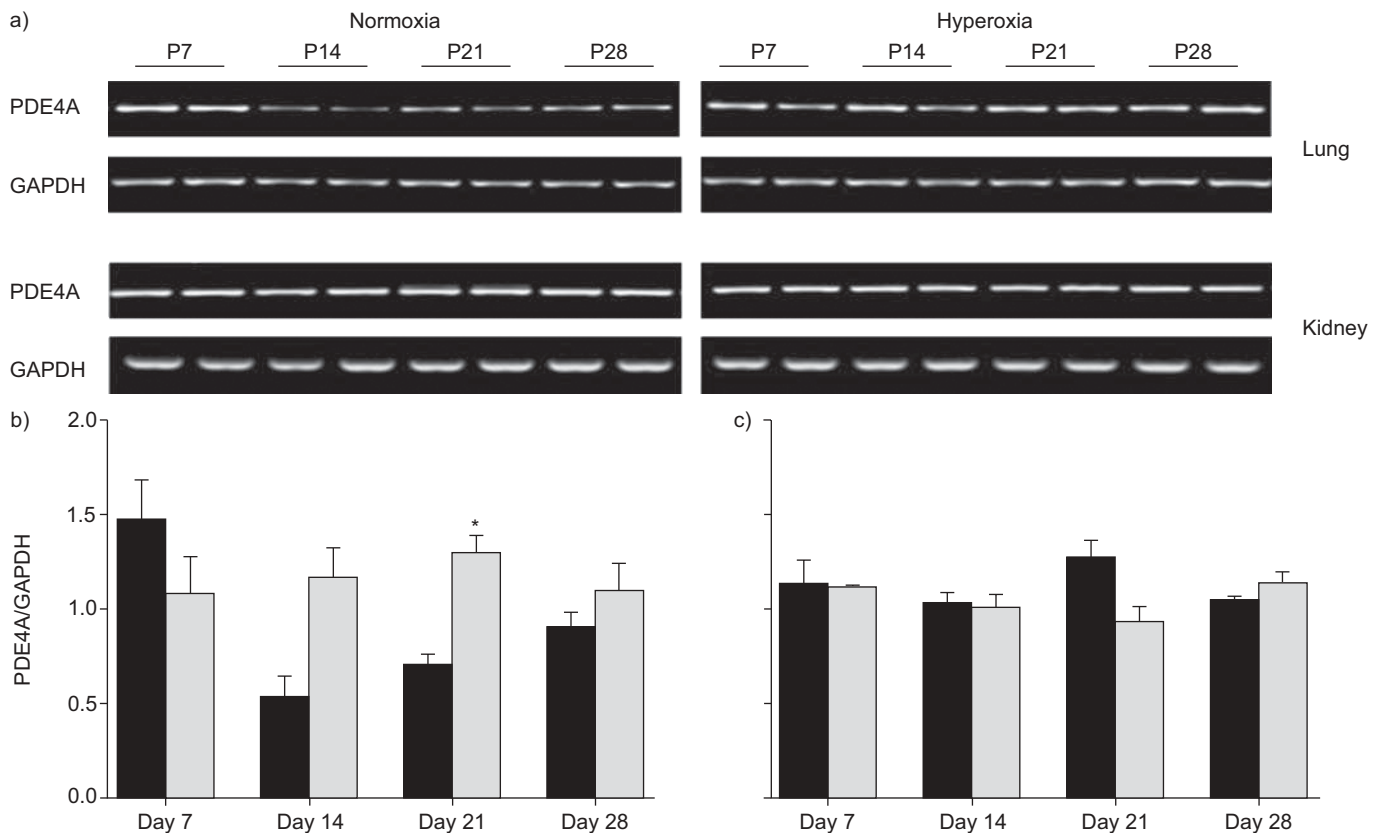 a)
Normoxia Hyperoxia
P7 P14 P21 P28 P7 P14 P21 P28
PDE4A
Lung
GAPDH
PDE4A
Kidney
GAPDH
b) 2.0 c)
1.5
*
1.0
0.5
0.0
PDE4A/GAPDH
Day 7 Day 14 Day 21 Day 28 Day 7 Day 14 Day 21 Day 28